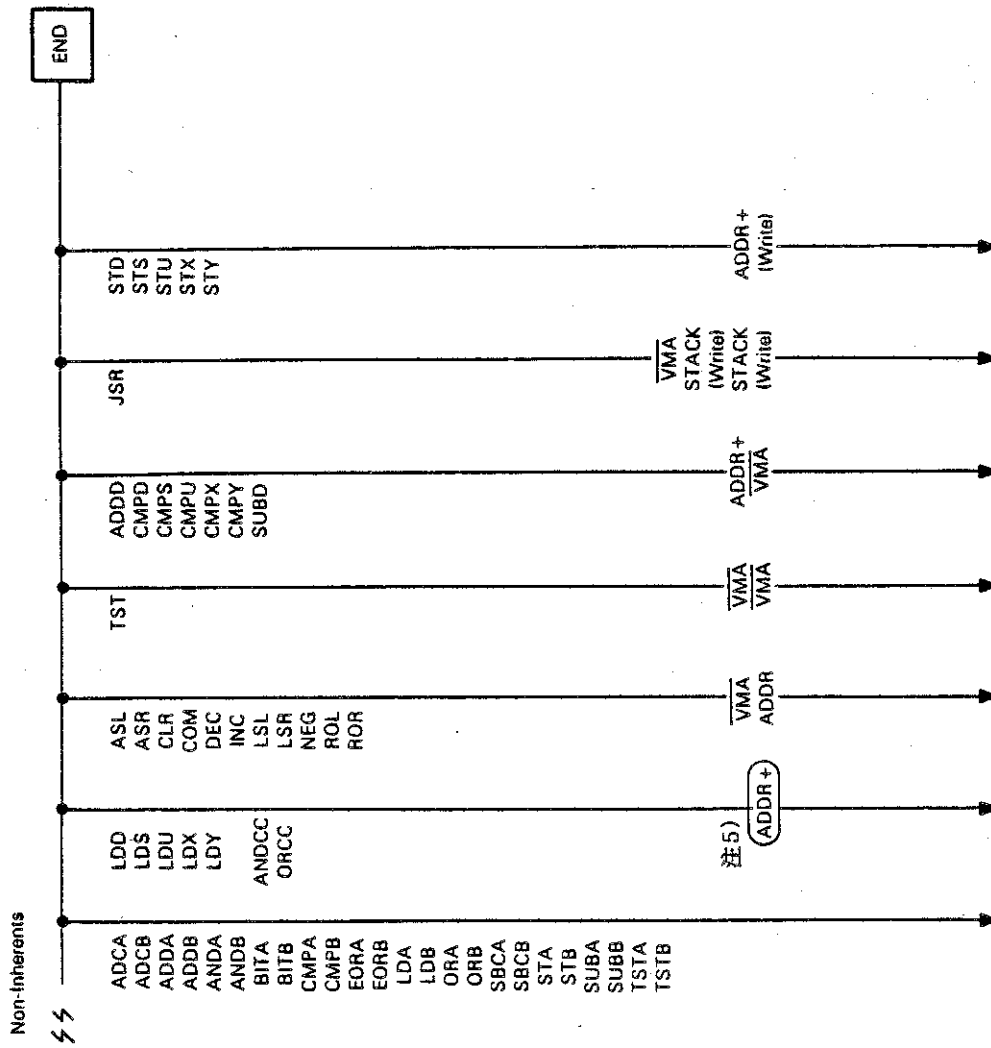 Non-Inherents
ADCA
ADCB
ADDA
ADDB
ANDA
ANDB
BITA
BITB
CMPA
CMPB
EORA
EORB
LDA
LDB
ORA
ORB
SBCA
SBCB
STA
STB
SUBA
SUBB
TSTA
TSTB
LDD
LDS
LDU
LDX
LDY
ANDCC
ORCC
注5)
ADDR+
ASL
ASR
CLR
COM
DEC
INC
LSL
LSR
NEG
ROL
ROR
VMA
ADDR
TST
VMA
VMA
ADDD
CMPD
CMPS
CMPU
CMPX
CMPY
SUBD
ADDR+
VMA
JSR
VMA
STACK
(Write)
STACK
(Write)
STD
STS
STU
STX
STY
ADDR+
(Write)
END